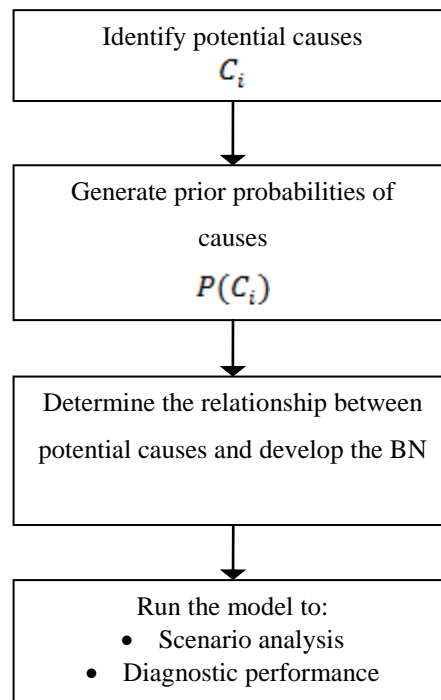 Identify potential causes
C_i
Generate prior probabilities of
causes
P(C_i)
Determine the relationship between
potential causes and develop the BN
Run the model to:
• Scenario analysis
• Diagnostic performance